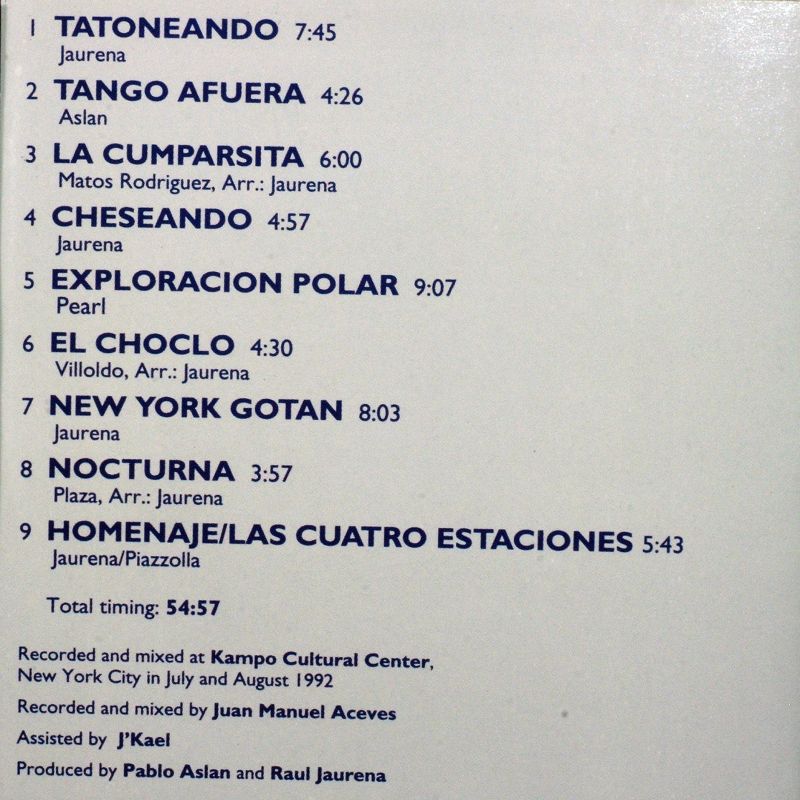 1 TATONEANDO 7:45
Jaurena
2 TANGO AFUERA 4:26
Aslan
3 LA CUMPARSITA 6:00
Matos Rodriguez, Arr.: Jaurena
4 CHESEANDO 4:57
Jaurena
5 EXPLORACION POLAR 9:07
Pearl
6 EL CHOCLO 4:30
Villoldo, Arr.: Jaurena
7 NEW YORK GOTAN 8:03
Jaurena
8 NOCTURNA 3:57
Plaza, Arr.: Jaurena
9 HOMENAJE/LAS CUATRO ESTACIONES 5:43
Jaurena/Piazzolla
Total timing: 54:57
Recorded and mixed at Kampo Cultural Center,
New York City in July and August 1992
Recorded and mixed by Juan Manuel Aceves
Assisted by J'Kael
Produced by Pablo Aslan and Raul Jaurena